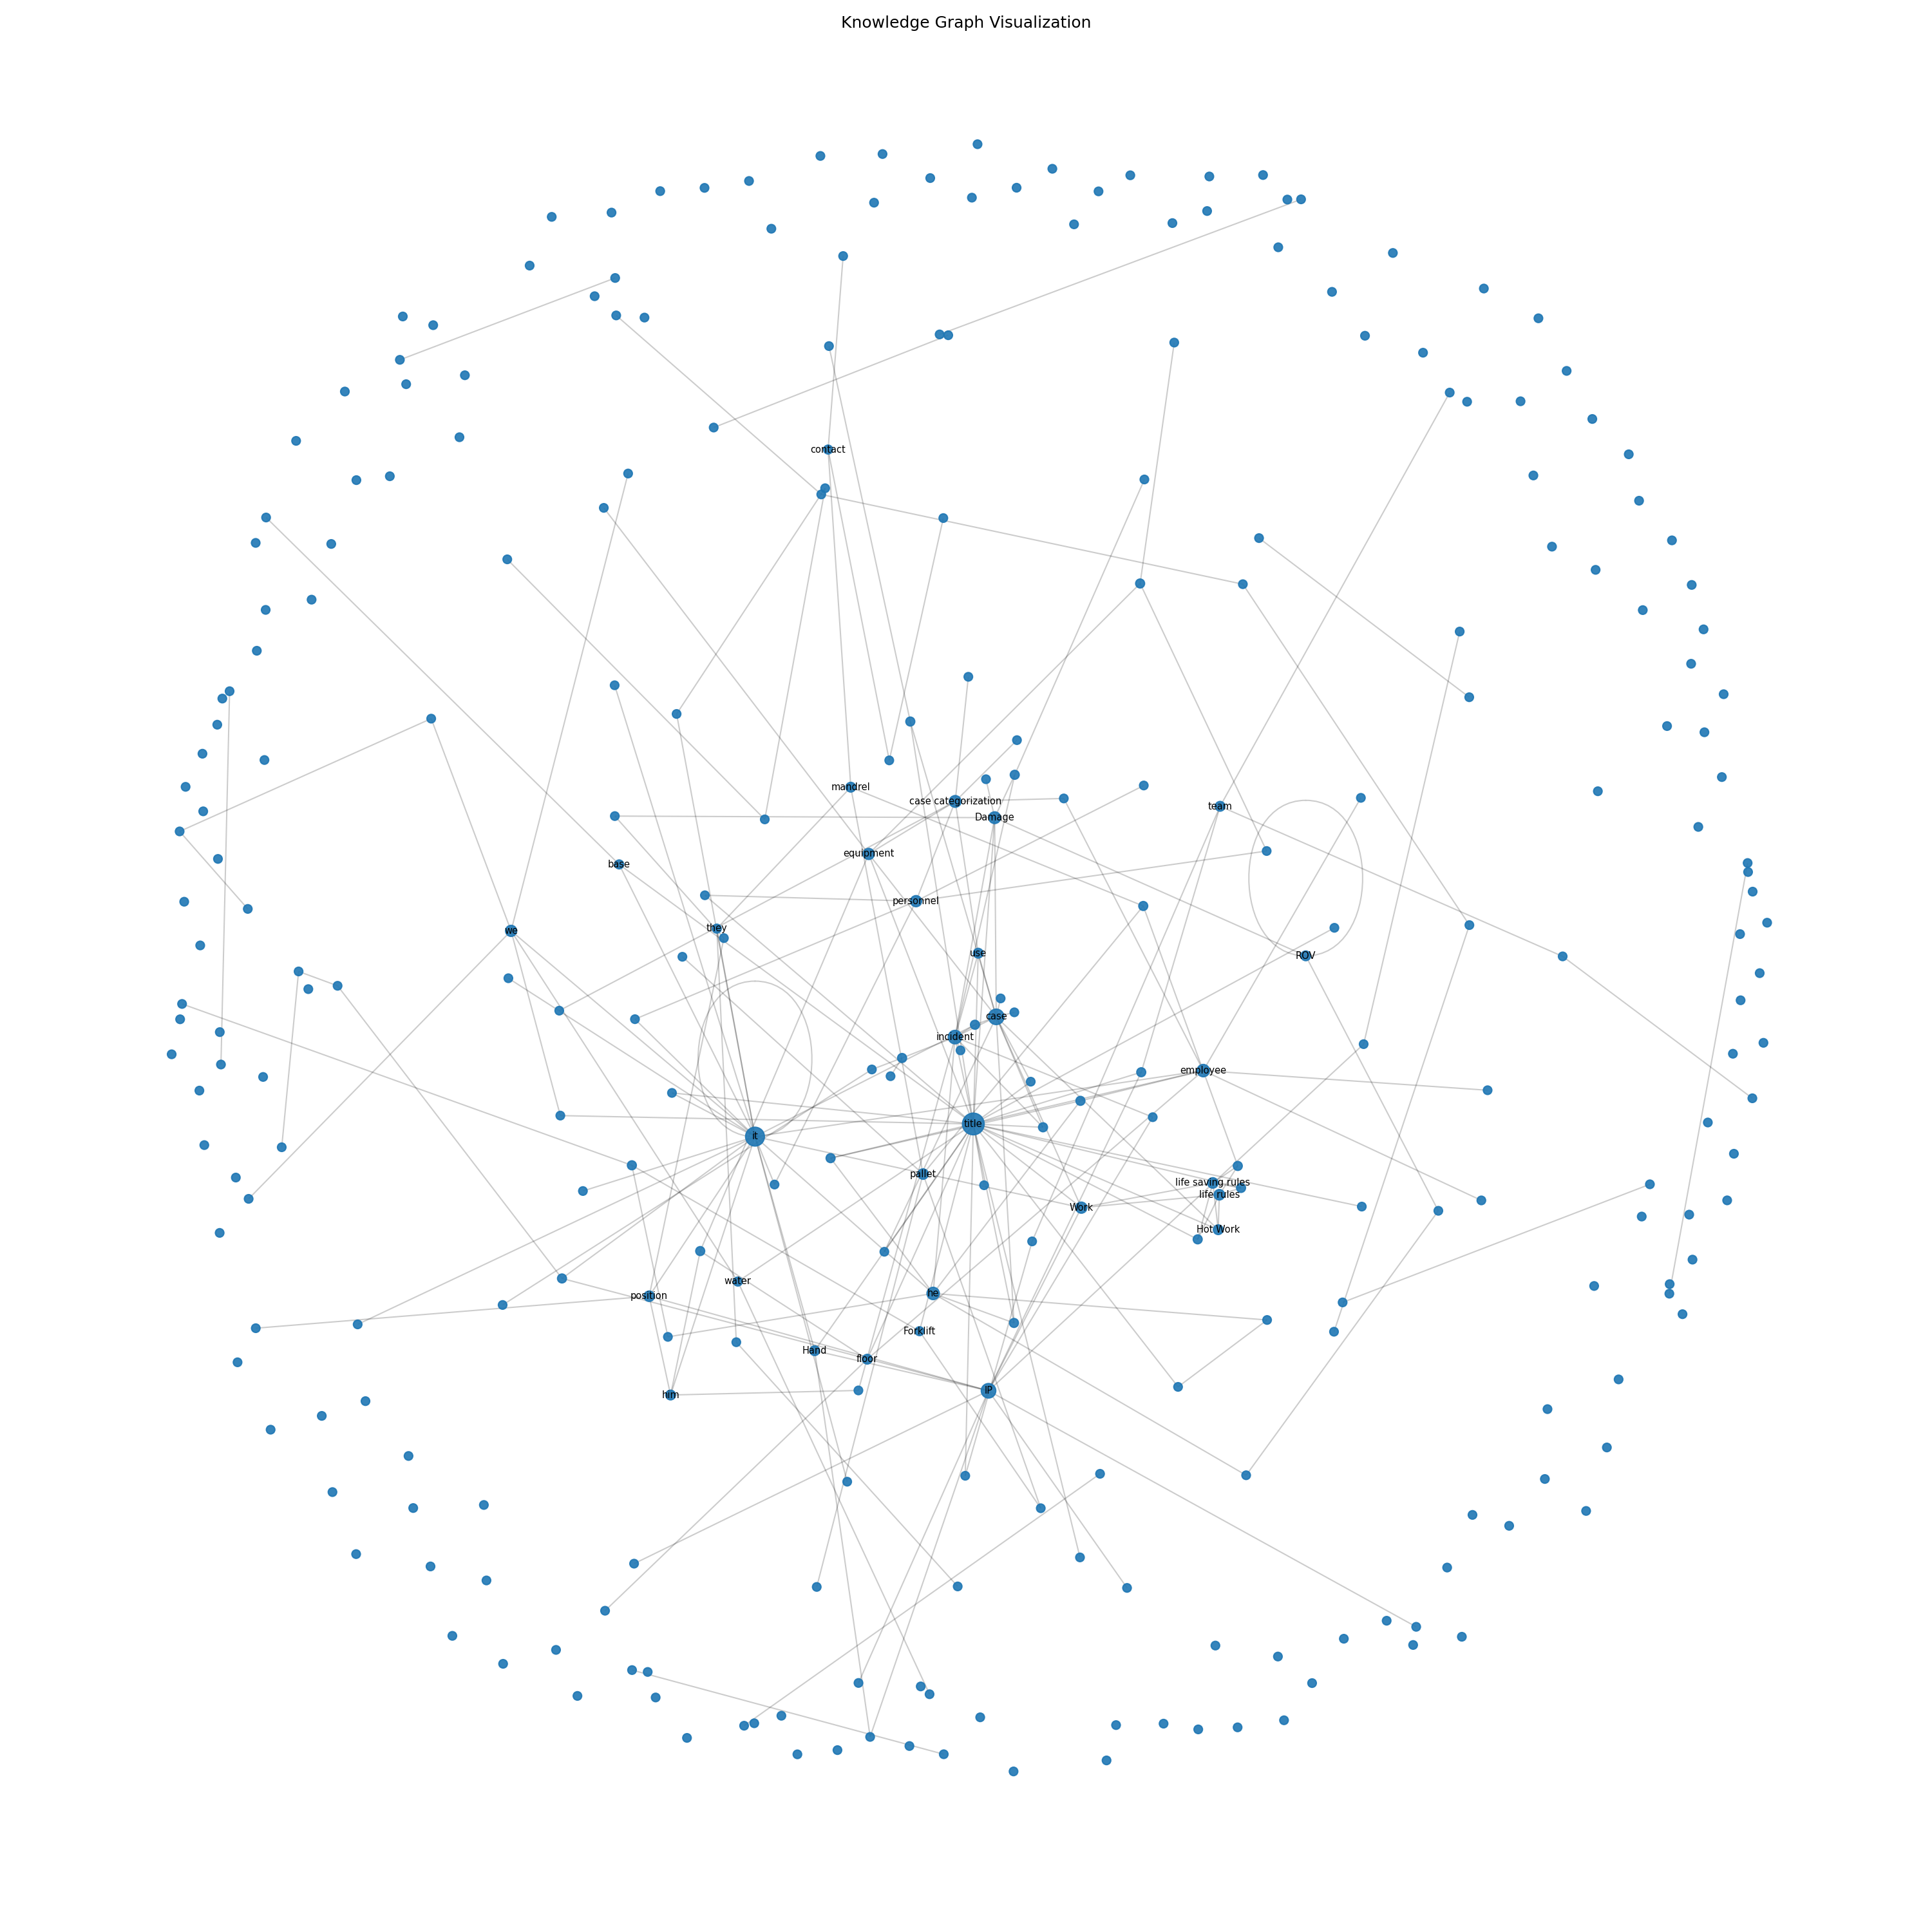 Knowledge Graph Visualization
contact
mandrel
case categorization
team
Damage
equipment
base
personnel
they
we
use
ROV
case
incident
employee
title
it
pallet
life saving rules
life rules
Work
Hot Work
water
he
position
Forklift
Hand
floor
IP
him